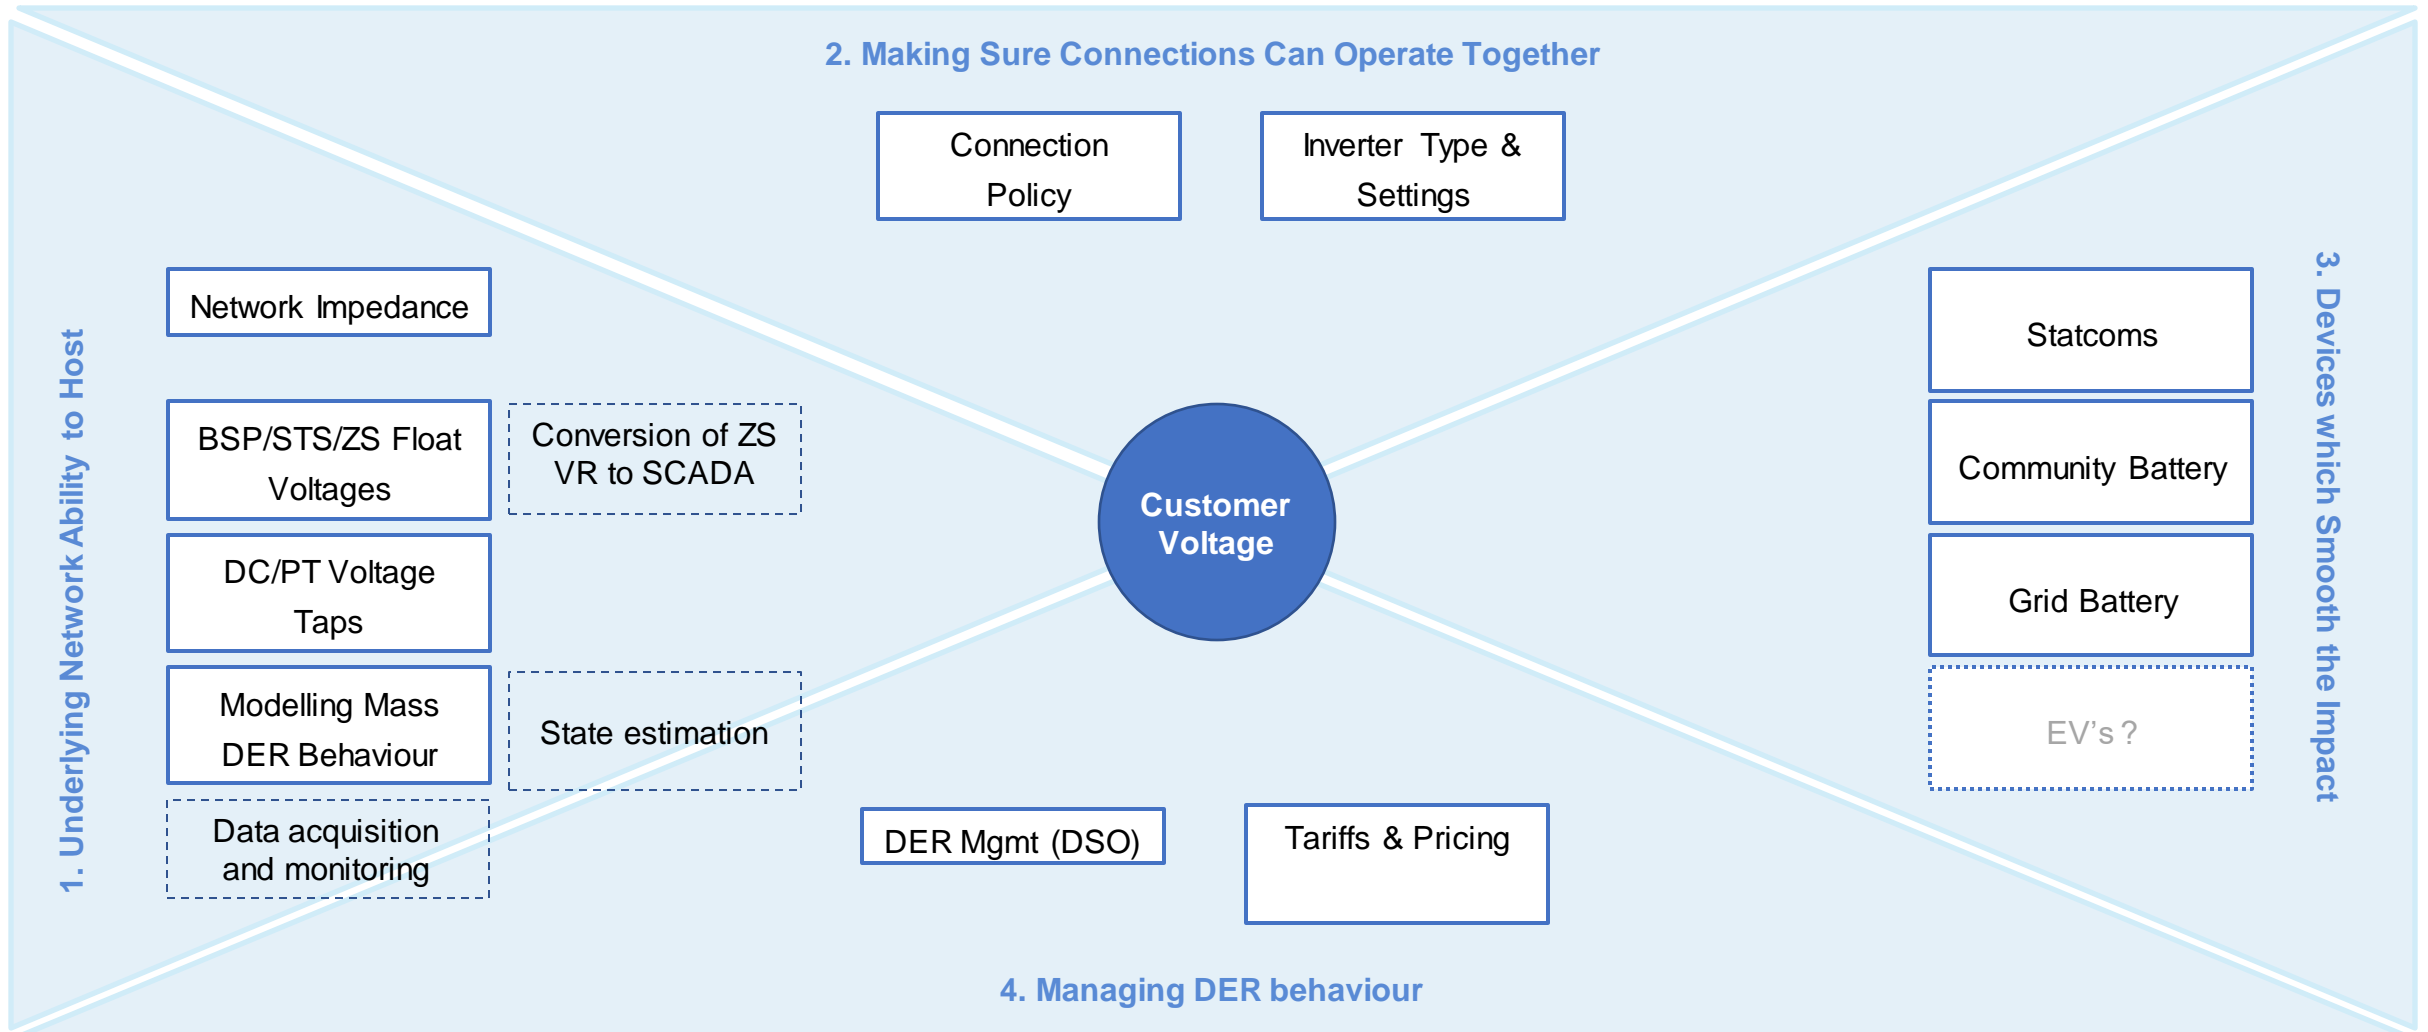 2. Making Sure Connections Can Operate Together
Connection
Policy
Inverter Type &
Settings
1. Underlying Network Ability to Host
Network Impedance
BSP/STS/ZS Float
Voltages
Conversion of ZS
VR to SCADA
DC/PT Voltage
Taps
Modelling Mass
DER Behaviour
State estimation
Data acquisition
and monitoring
Customer
Voltage
3. Devices which Smooth the Impact
Statcoms
Community Battery
Grid Battery
EV’s ?
DER Mgmt (DSO)
Tariffs & Pricing
4. Managing DER behaviour